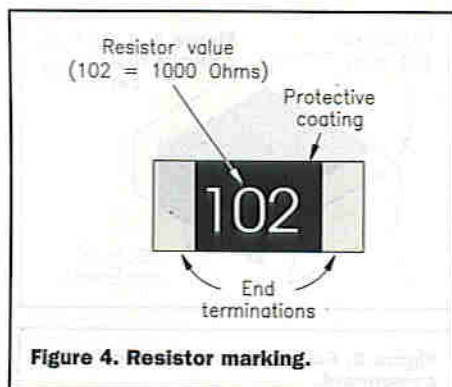 Resistor value
(102 = 1000 Ohms)
Protective
coating
102
End
terminations
Figure 4. Resistor marking.